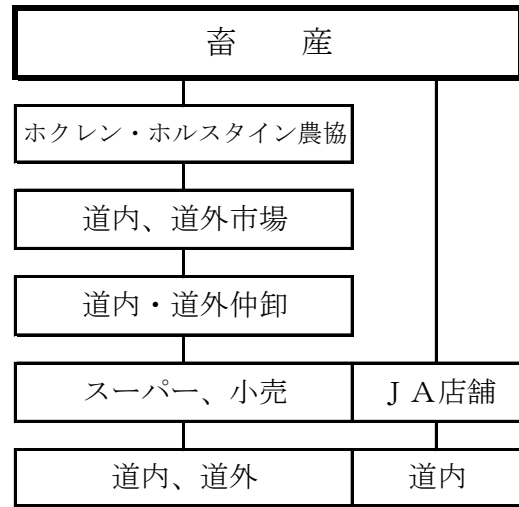 畜　産
ホクレン・ホルスタイン農協
道内、道外市場
道内・道外仲卸
スーパー、小売
ＪＡ店舗
道内、道外
道内